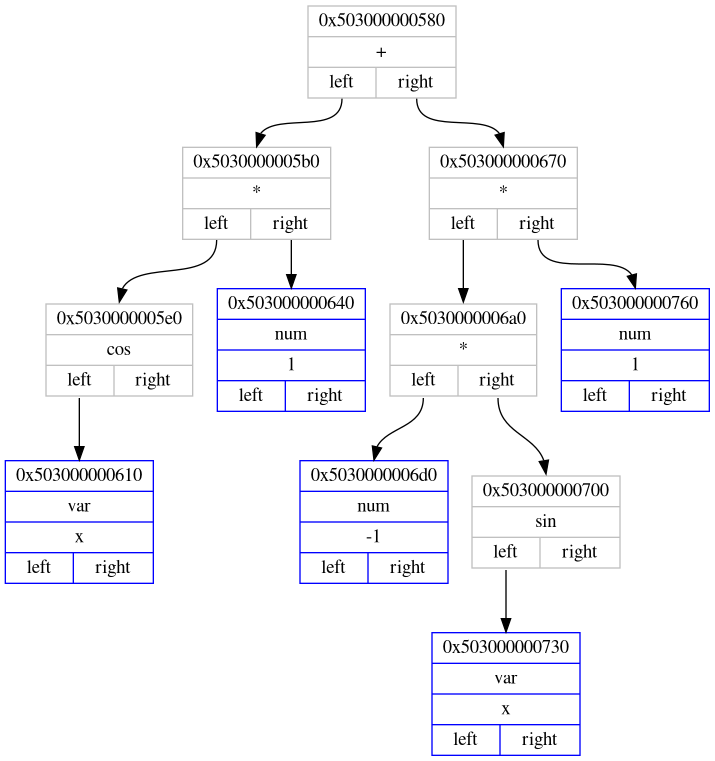 0x503000000580
+
left right
0x5030000005b0
*
left right
0x503000000670
*
left right
0x5030000005e0
cos
left right
0x503000000640
num
1
left right
0x5030000006a0
*
left right
0x503000000760
num
1
left right
0x503000000610
var
x
left right
0x5030000006d0
num
-1
left right
0x503000000700
sin
left right
0x503000000730
var
x
left right